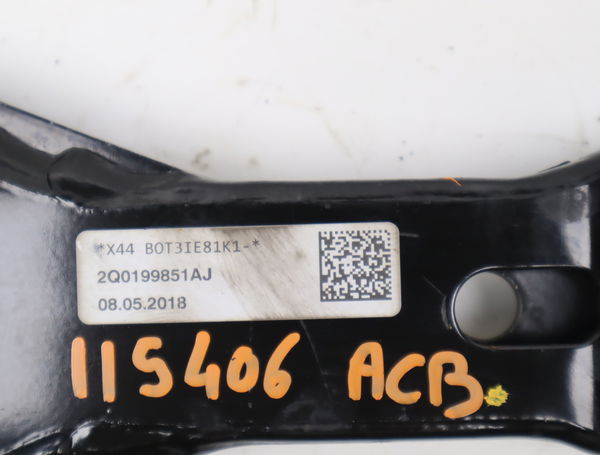 *X44 BOT3IE81K1-*
2Q0199851AJ
08.05.2018
115406 ACB